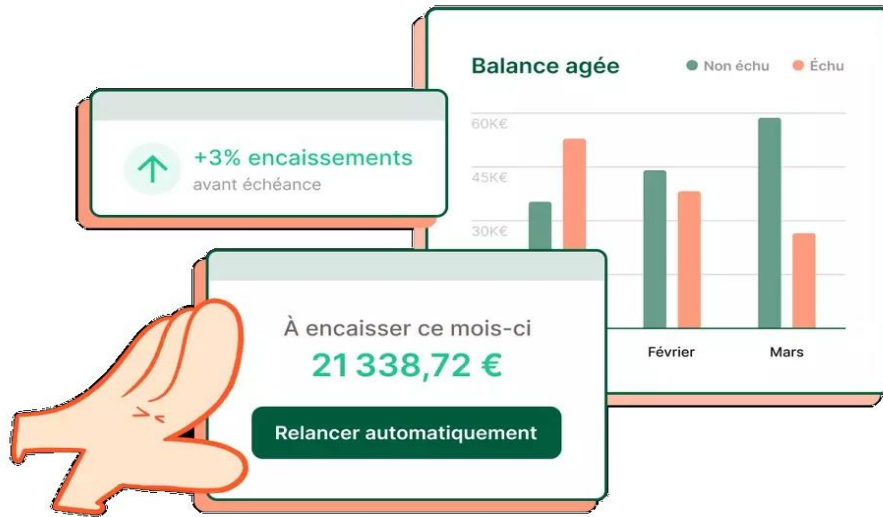 Balance agée
Non échu
Échu
60K€
45K€
30K€
+3% encaissements
avant échéance
À encaisser ce mois-ci
21 338,72 €
Relancer automatiquement
Février
Mars